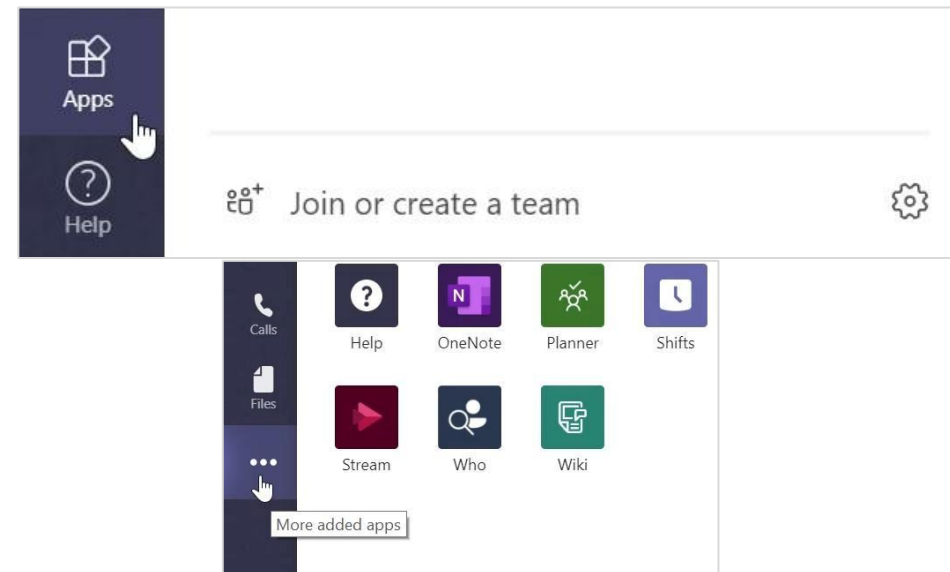 Apps
Join or create a team
Help
Calls
Help
OneNote
Planner
Shifts
Files
Stream
Who
Wiki
More added apps